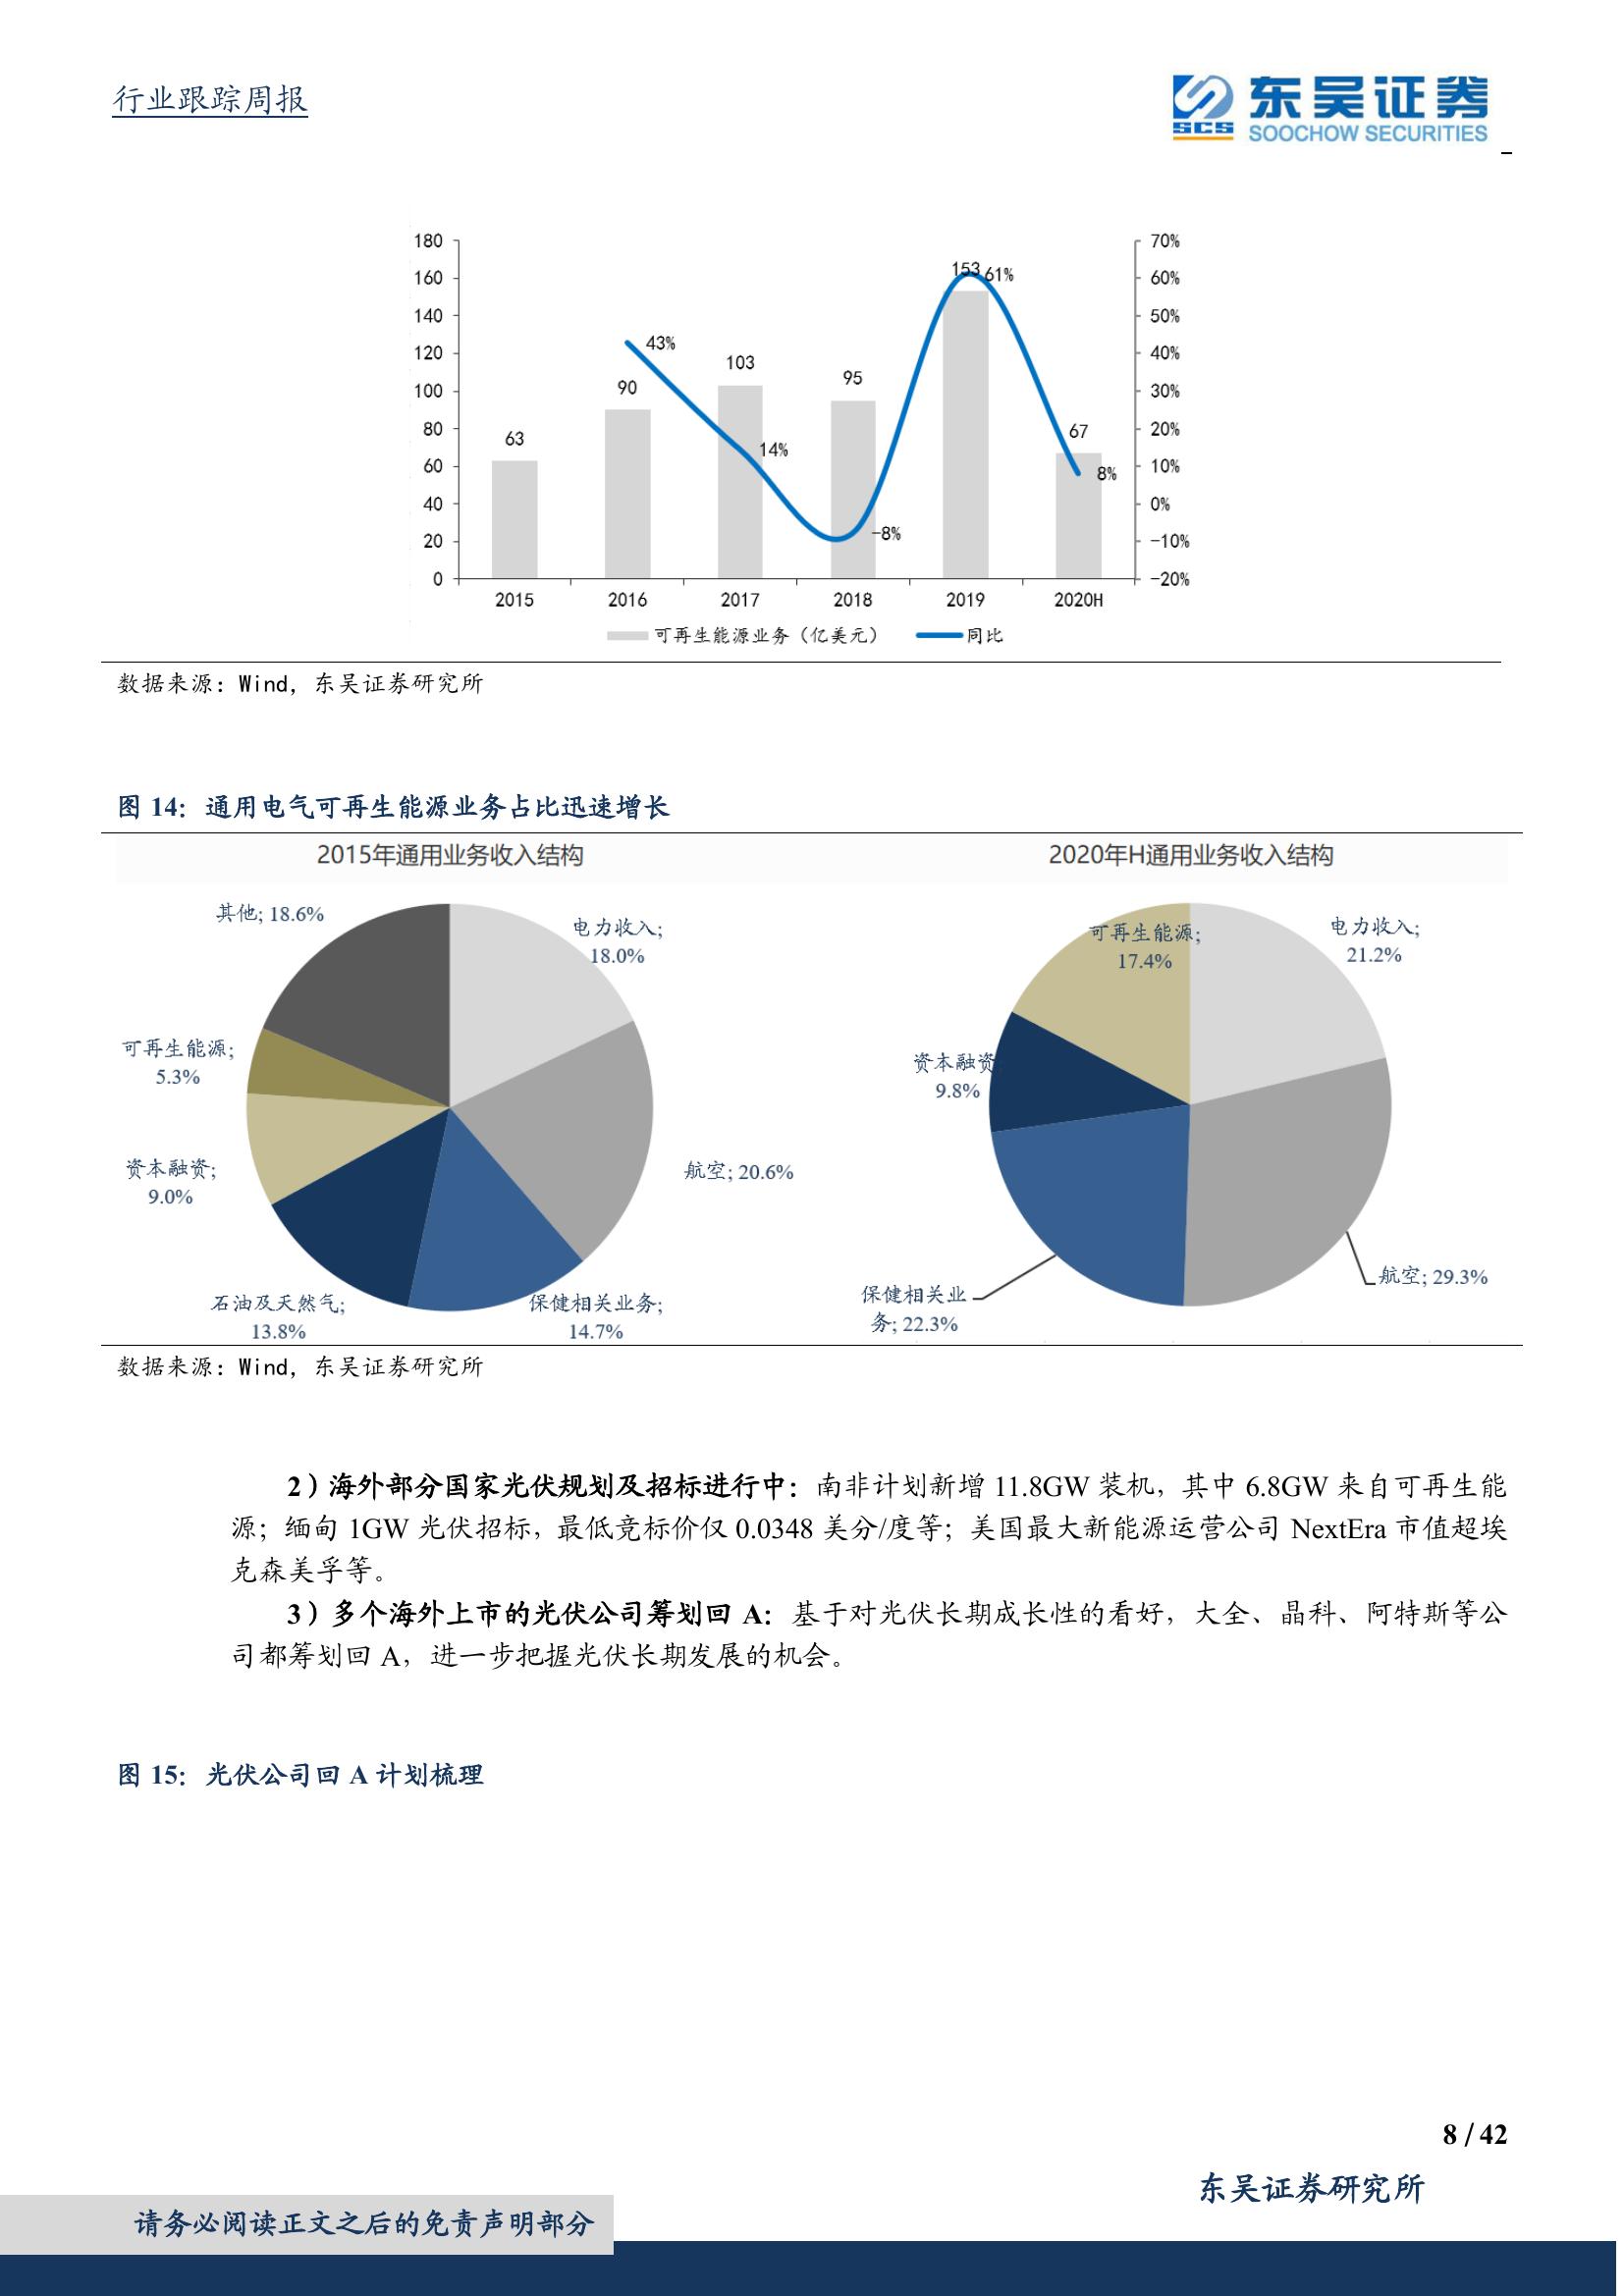 行业跟踪周报
SCS
东吴证券
SOOCHOW SECURITIES
180
160
140
120
100
80
60
40
20
0
70%
60%
50%
40%
30%
20%
10%
0%
-10%
-20%
63
90
103
95
153
67
43%
14%
-8%
61%
8%
2015 2016 2017 2018 2019 2020H
可再生能源业务（亿美元） 同比
数据来源：Wind，东吴证券研究所
图 14：通用电气可再生能源业务占比迅速增长
2015年通用业务收入结构
其他; 18.6%
电力收入;
18.0%
可再生能源;
5.3%
航空; 20.6%
资本融资;
9.0%
石油及天然气;
13.8%
保健相关业务;
14.7%
2020年H通用业务收入结构
可再生能源;
17.4%
电力收入;
21.2%
资本融资
9.8%
航空; 29.3%
保健相关业
务; 22.3%
数据来源：Wind，东吴证券研究所
2）海外部分国家光伏规划及招标进行中：南非计划新增 11.8GW 装机，其中 6.8GW 来自可再生能
源；缅甸 1GW 光伏招标，最低竞标价仅 0.0348 美分/度等；美国最大新能源运营公司 NextEra 市值超埃
克森美孚等。
3）多个海外上市的光伏公司筹划回 A：基于对光伏长期成长性的看好，大全、晶科、阿特斯等公
司都筹划回 A，进一步把握光伏长期发展的机会。
图 15：光伏公司回 A 计划梳理
8 / 42
东吴证券研究所
请务必阅读正文之后的免责声明部分